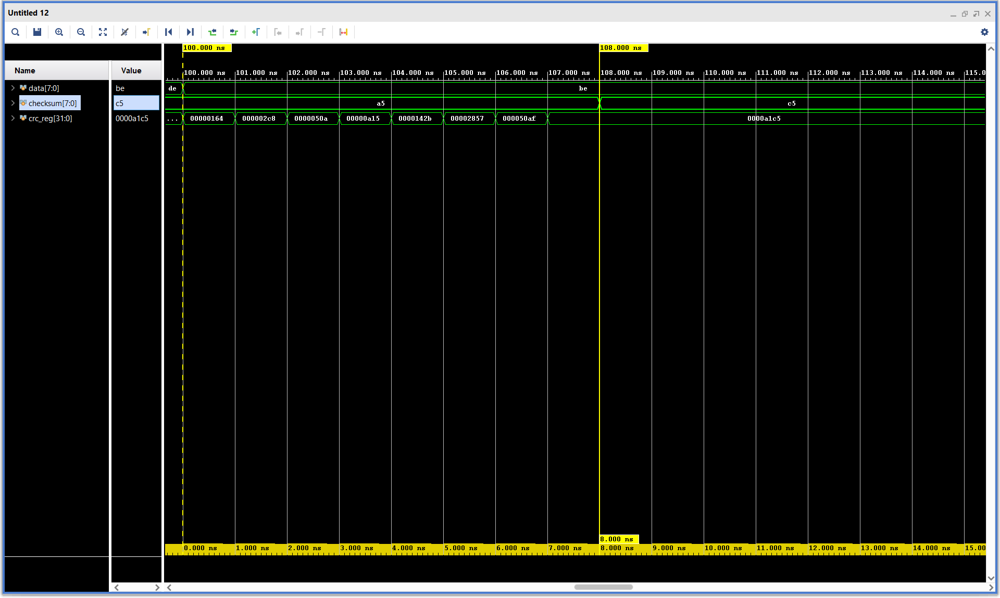 Untitled 12
100.000 ns 108.000 ns
Name Value
100.000 ns 101.000 ns 102.000 ns 103.000 ns 104.000 ns 105.000 ns 106.000 ns 107.000 ns 108.000 ns 109.000 ns 110.000 ns 111.000 ns 112.000 ns 113.000 ns 114.000 ns 115.0
data[7:0] be de be
checksum[7:0] c5 a5 c5
crc_reg[31:0] 0000a1c5 ... 00000164 000002c8 0000050a 00000a15 0000142b 00002857 000050af 0000a1c5
8.000 ns
0.000 ns 1.000 ns 2.000 ns 3.000 ns 4.000 ns 5.000 ns 6.000 ns 7.000 ns 8.000 ns 9.000 ns 10.000 ns 11.000 ns 12.000 ns 13.000 ns 14.000 ns 15.00